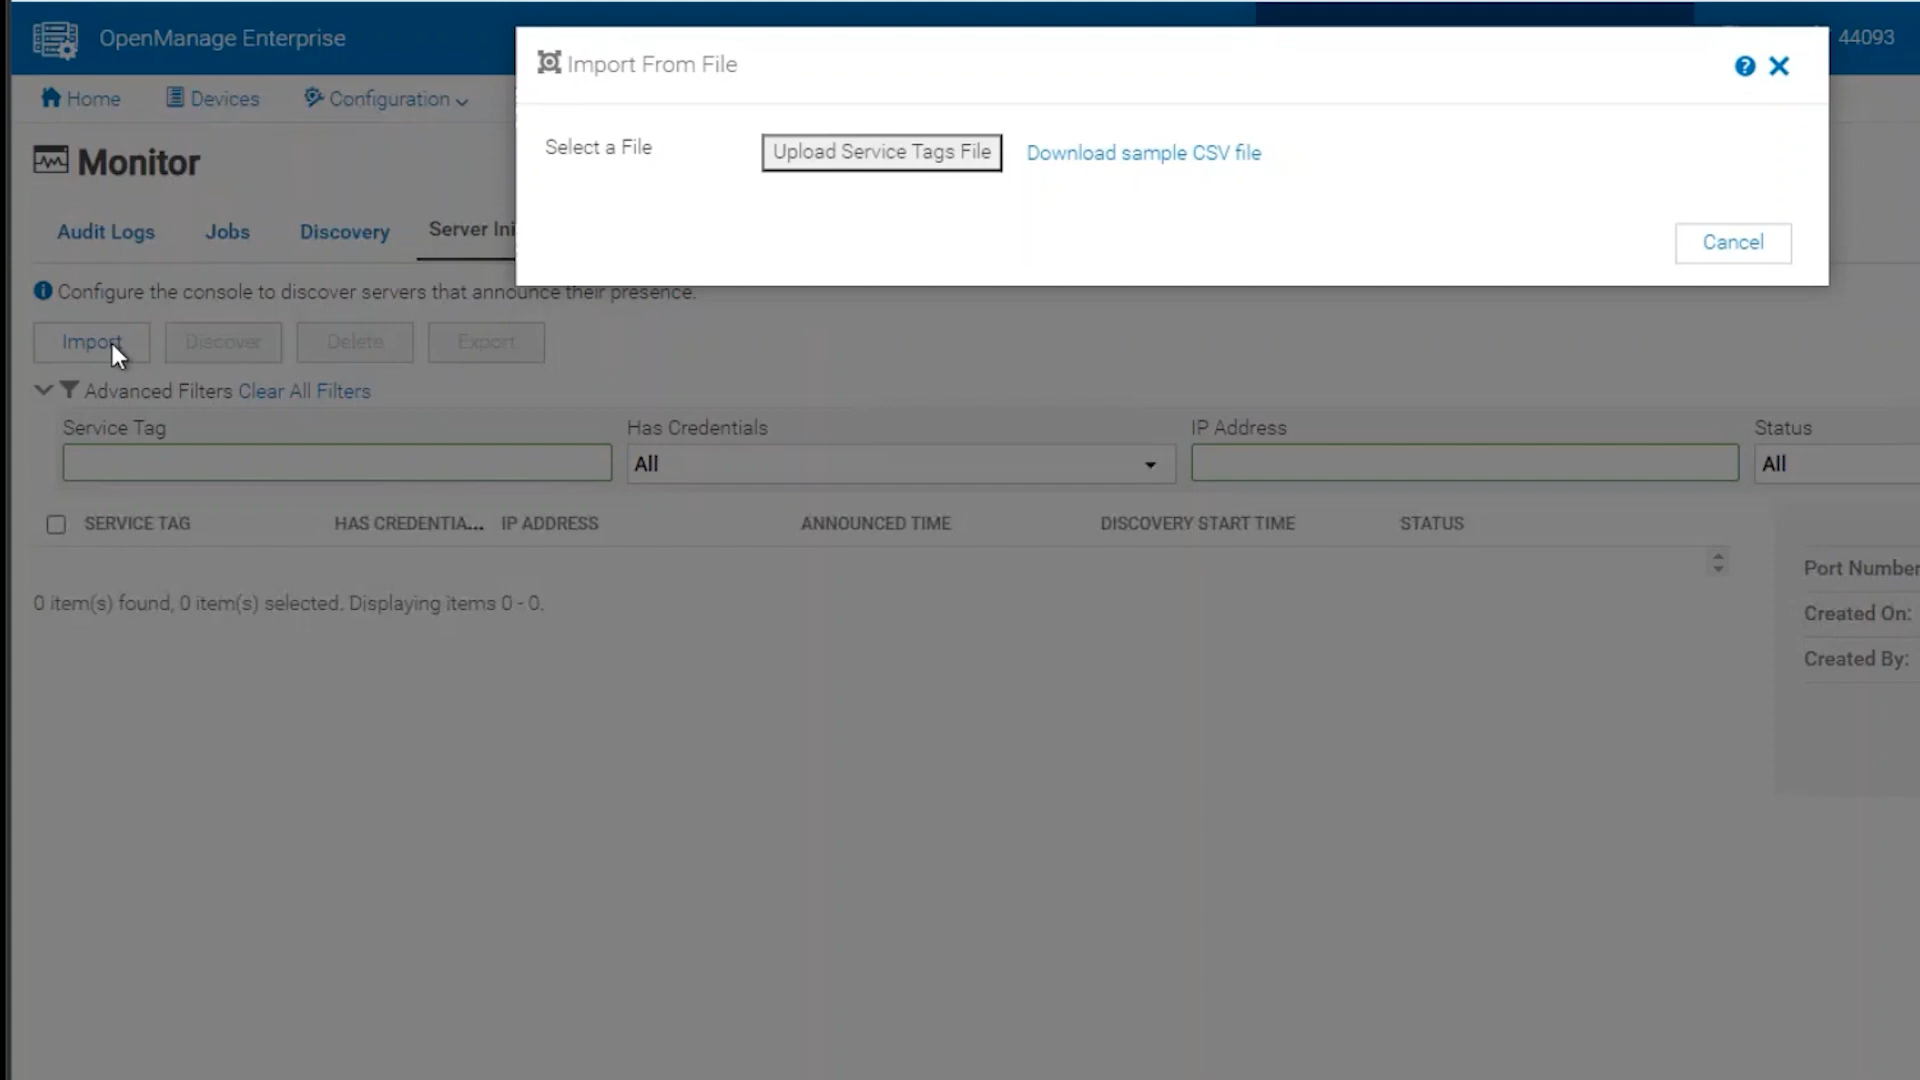 OpenManage Enterprise
44093
Import From File
Home
Devices
Configuration
Select a File
Upload Service Tags File
Download sample CSV file
Monitor
Audit Logs
Jobs
Discovery
Server Ini
Cancel
Configure the console to discover servers that announce their presence.
Import
Discover
Delete
Export
Advanced Filters Clear All Filters
Service Tag
Has Credentials
IP Address
Status
All
All
SERVICE TAG
HAS CREDENTIA...
IP ADDRESS
ANNOUNCED TIME
DISCOVERY START TIME
STATUS
Port Number
Created On:
0 item(s) found, 0 item(s) selected. Displaying items 0 - 0.
Created By: